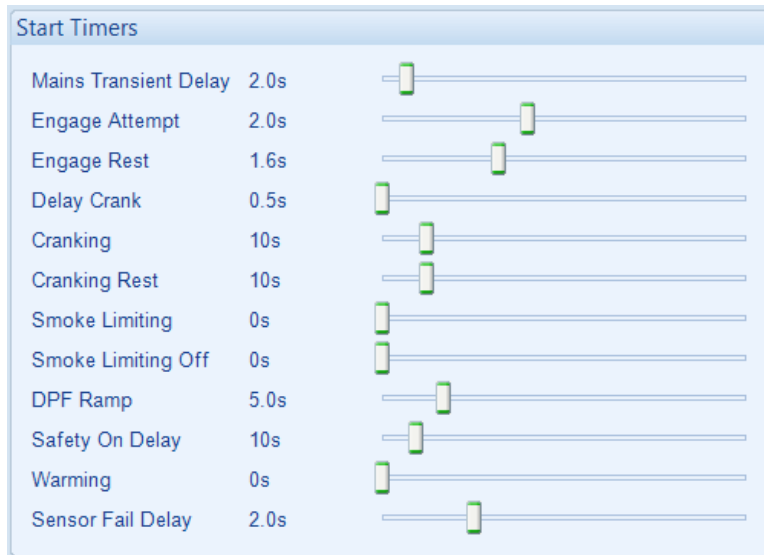 Start Timers
Mains Transient Delay 2.0s
Engage Attempt 2.0s
Engage Rest 1.6s
Delay Crank 0.5s
Cranking 10s
Cranking Rest 10s
Smoke Limiting 0s
Smoke Limiting Off 0s
DPF Ramp 5.0s
Safety On Delay 10s
Warming 0s
Sensor Fail Delay 2.0s